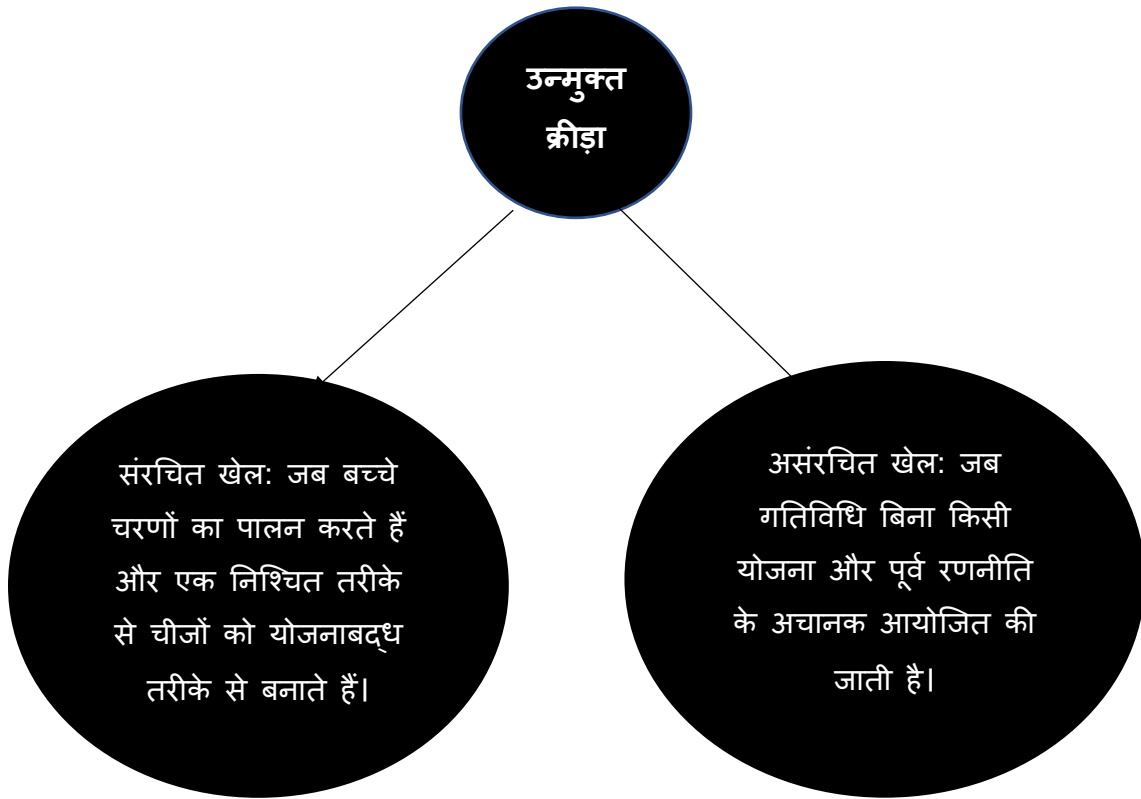 उन्मुक्त
क्रीड़ा
संरचित खेल: जब बच्चे
चरणों का पालन करते हैं
और एक निश्चित तरीके
से चीजों को योजनाबद्ध
तरीके से बनाते हैं।
असंरचित खेल: जब
गतिविधि बिना किसी
योजना और पूर्व रणनीति
के अचानक आयोजित की
जाती है।